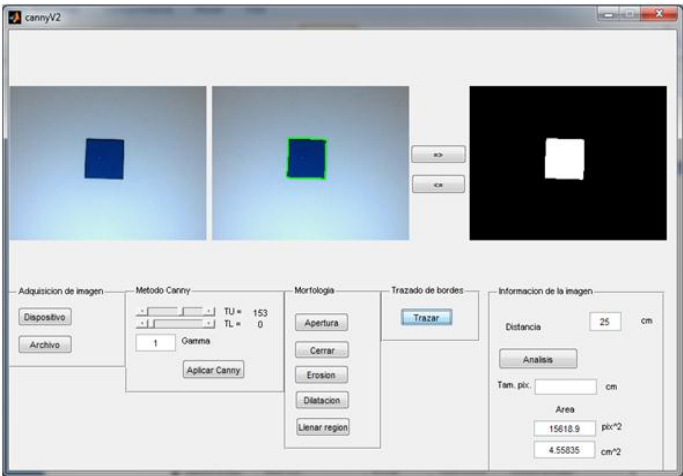 cannyV2
=>
<=
Adquisicion de imagen
Dispositivo
Archivo
Metodo Canny
TU = 153
TL = 0
1 Gamma
Aplicar Canny
Morfologia
Apertura
Cerrar
Erosion
Dilatacion
Llenar region
Trazado de bordes
Trazar
Informacion de la imagen
Distancia 25 cm
Analisis
Tam. pix. cm
Area
15618.9 pix^2
4.55835 cm^2